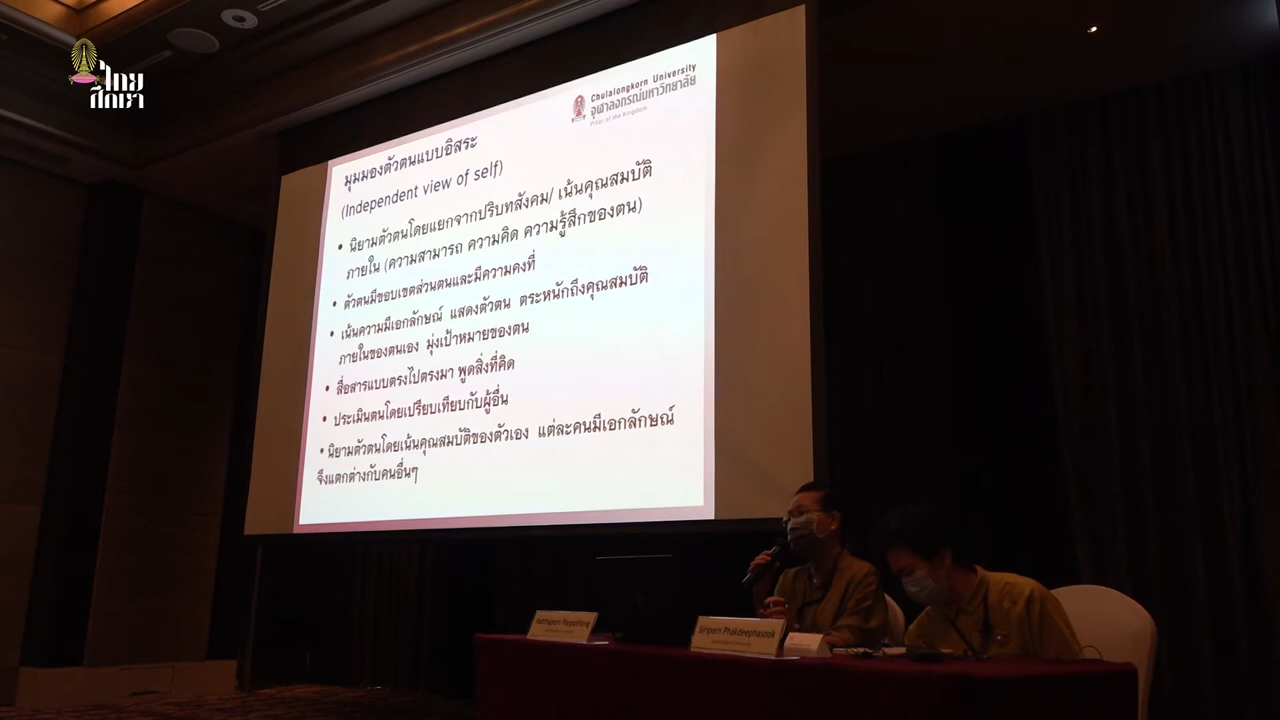 ไทย
ศึกษา
Chulalongkorn University
จุฬาลงกรณ์มหาวิทยาลัย
Pillar of the Kingdom
มุมมองตัวตนแบบอิสระ
(Independent view of self)
• นิยามตัวตนโดยแยกจากปริบทสังคม/ เน้นคุณสมบัติ
ภายใน (ความสามารถ ความคิด ความรู้สึกของตน)
• ตัวตนมีขอบเขตส่วนตนและมีความคงที่
• เน้นความมีเอกลักษณ์ แสดงตัวตน ตระหนักถึงคุณสมบัติ
ภายในของตนเอง มุ่งเป้าหมายของตน
• สื่อสารแบบตรงไปตรงมา พูดสิ่งที่คิด
• ประเมินตนโดยเปรียบเทียบกับผู้อื่น
• นิยามตัวตนโดยเน้นคุณสมบัติของตัวเอง แต่ละคนมีเอกลักษณ์
จึงแตกต่างกับคนอื่นๆ
Natthaporn Panpothong
Siriporn Phakdeephasook